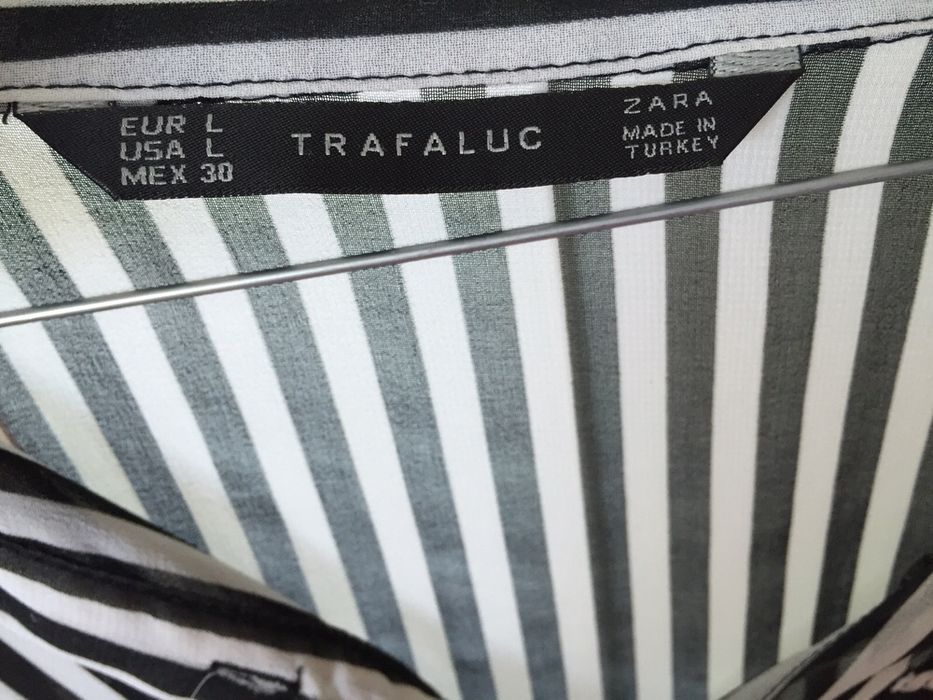 EUR L
USA L
MEX 30
TRAFALUC
ZARA
MADE IN
TURKEY